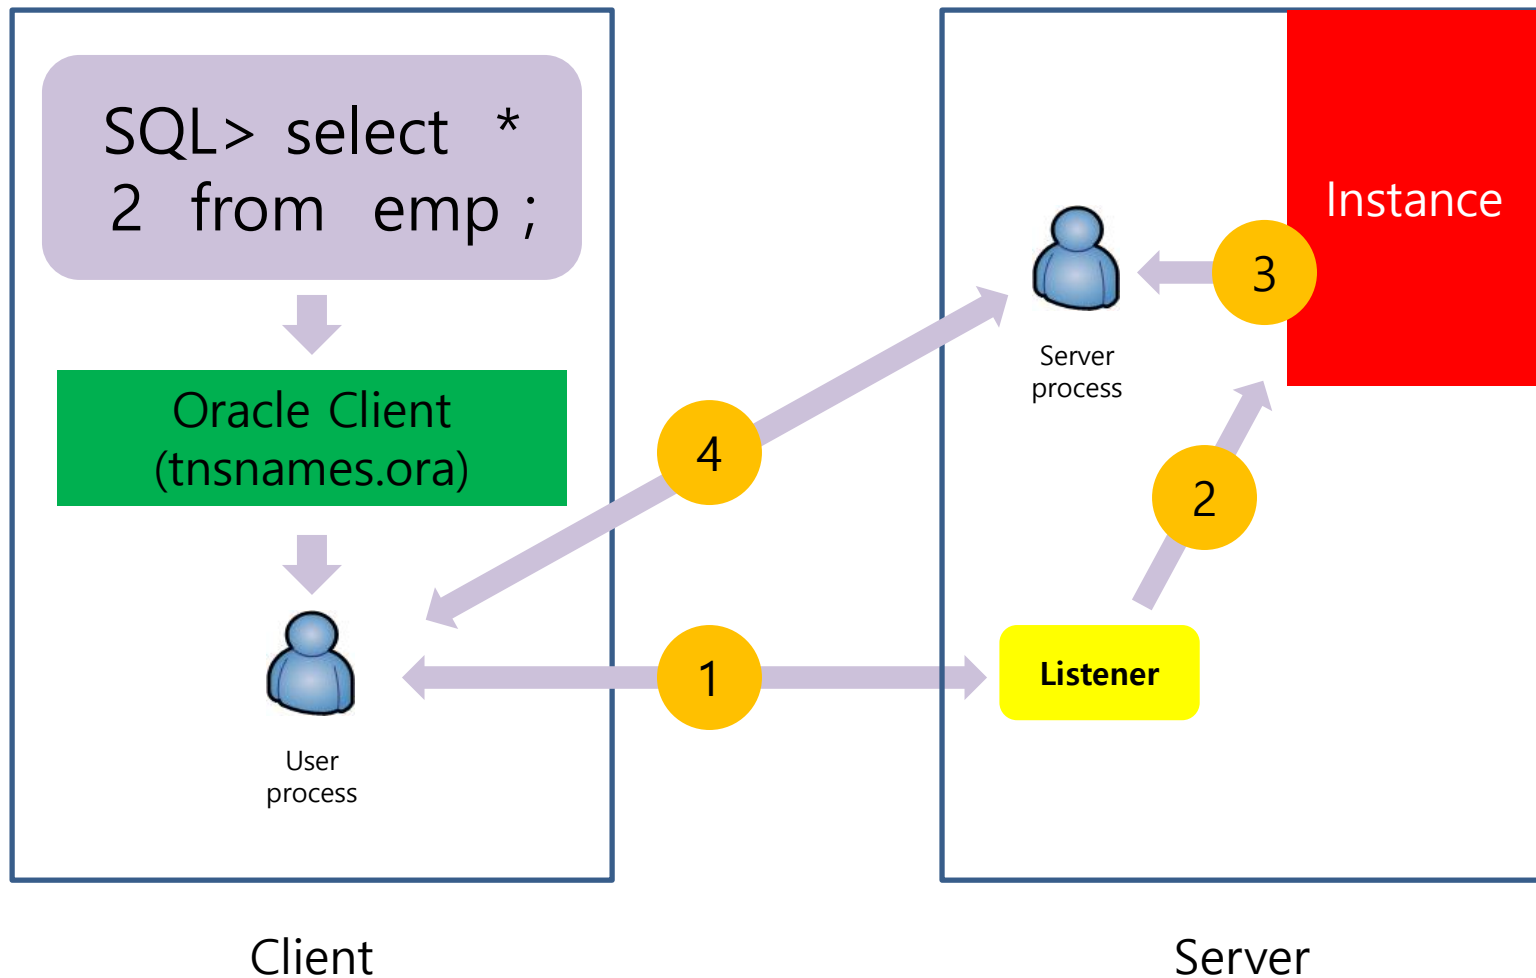 SQL> select *
2 from emp ;
Oracle Client
(tnsnames.ora)
User
process
1
4
Instance
3
Server
process
2
Listener
Client
Server